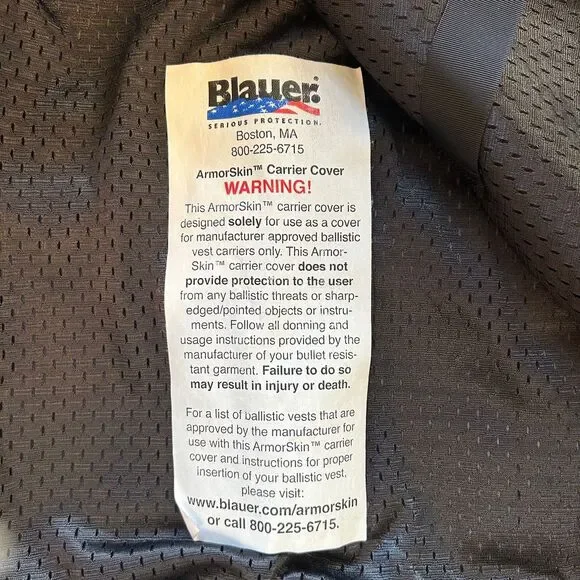 Blauer®
SERIOUS PROTECTION.
Boston, MA
800-225-6715
ArmorSkin™ Carrier Cover
WARNING!
This ArmorSkin™ carrier cover is
designed solely for use as a cover
for manufacturer approved ballistic
vest carriers only. This Armor-
Skin™ carrier cover does not
provide protection to the user
from any ballistic threats or sharp-
edged/pointed objects or instru-
ments. Follow all donning and
usage instructions provided by the
manufacturer of your bullet resis-
tant garment. Failure to do so
may result in injury or death.
For a list of ballistic vests that are
approved by the manufacturer for
use with this ArmorSkin™ carrier
cover and instructions for proper
insertion of your ballistic vest,
please visit:
www.blauer.com/armorskin
or call 800-225-6715.